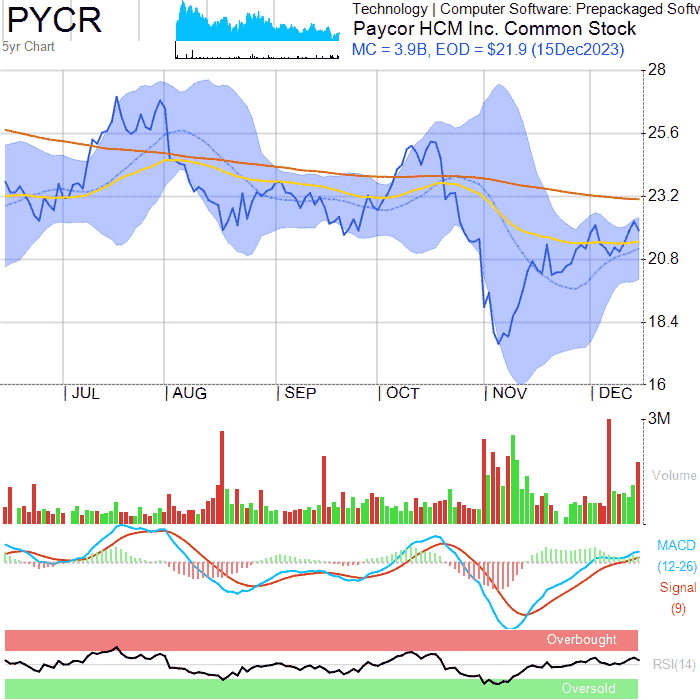 PYCR
5yr Chart
Technology | Computer Software: Prepackaged Softw
Paycor HCM Inc. Common Stock
MC = 3.9B, EOD = $21.9 (15Dec2023)
28
25.6
23.2
20.8
18.4
16
JUL AUG SEP OCT NOV DEC
3M
Volume
MACD
(12-26)
Signal
(9)
Overbought
RSI(14)
Oversold